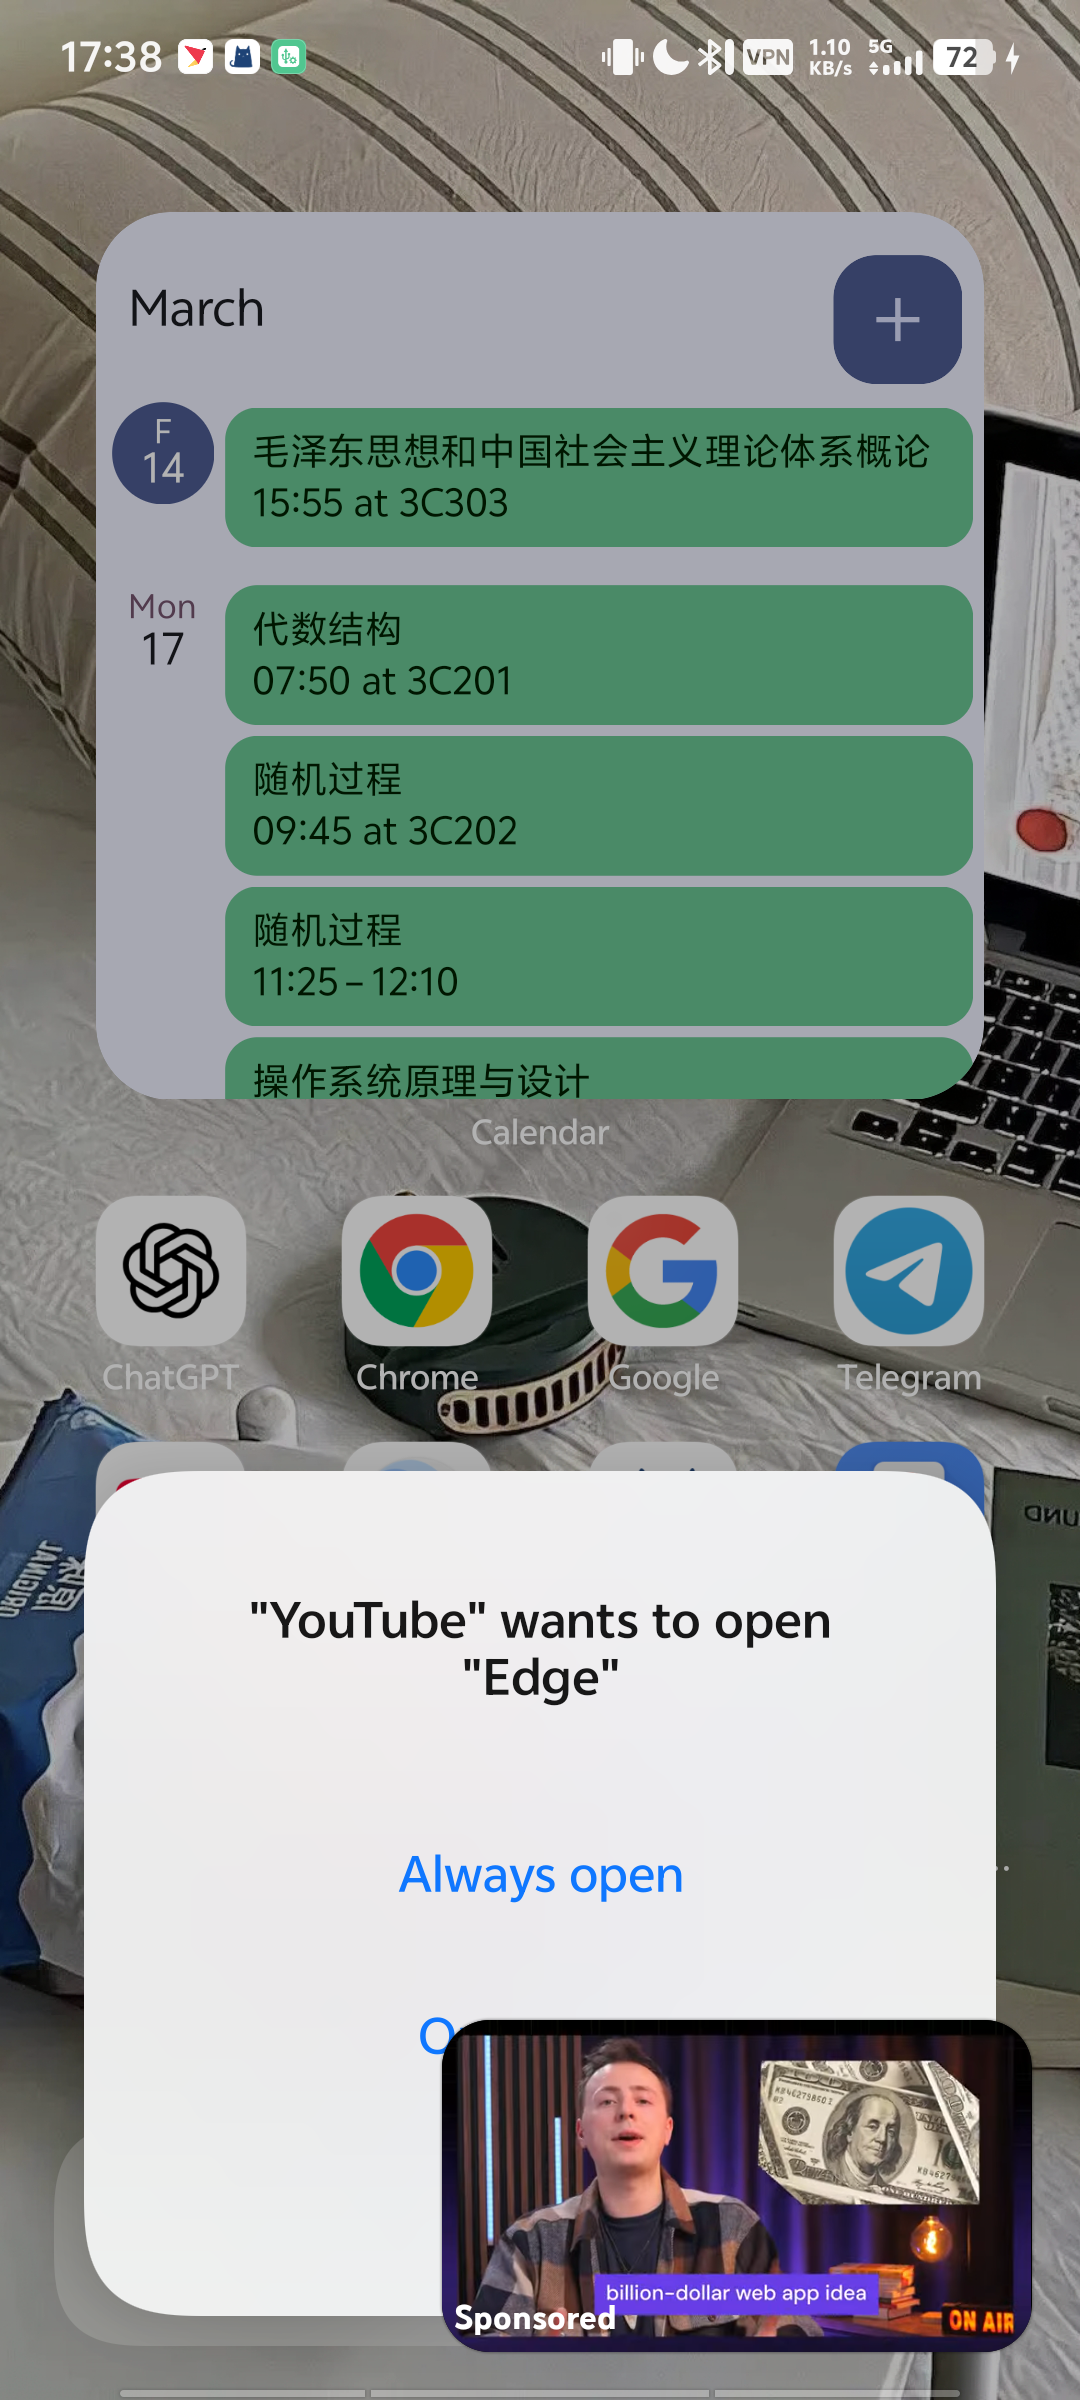 17:38
VPN
1.10
KB/s
5G
72
March
F
14
毛泽东思想和中国社会主义理论体系概论
15:55 at 3C303
Mon
17
代数结构
07:50 at 3C201
随机过程
09:45 at 3C202
随机过程
11:25 – 12:10
操作系统原理与设计
Calendar
ChatGPT
Chrome
Google
Telegram
"YouTube" wants to open
"Edge"
Always open
billion-dollar web app idea
Sponsored
ON AIR